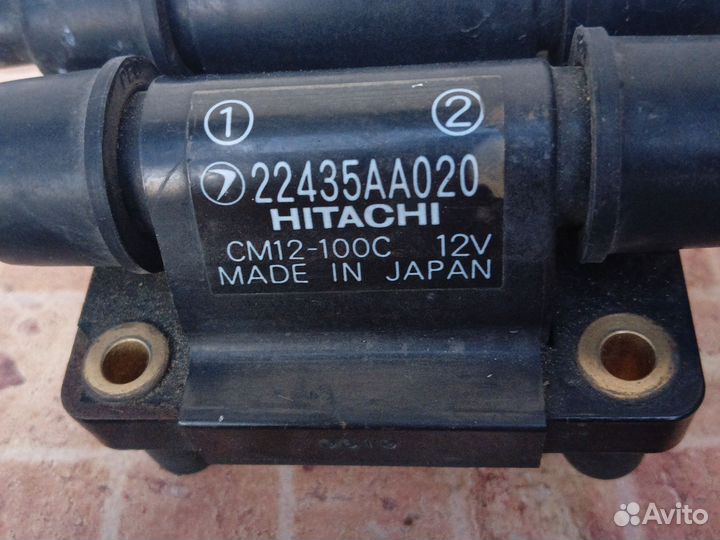 ① ②
22435AA020
HITACHI
CM12-100C 12V
MADE IN JAPAN
Avito